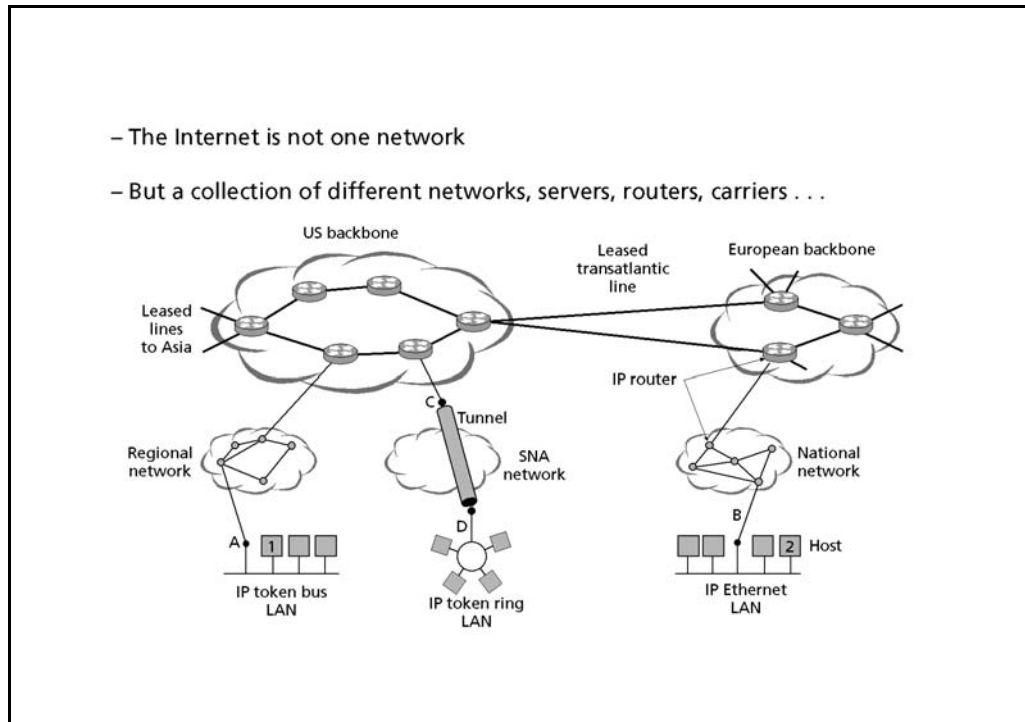 – The Internet is not one network
– But a collection of different networks, servers, routers, carriers . . .
US backbone
Leased
transatlantic
line
European backbone
Leased
lines
to Asia
IP router
C
Tunnel
Regional
network
SNA
network
National
network
A
1
D
B
2
Host
IP token bus
LAN
IP token ring
LAN
IP Ethernet
LAN